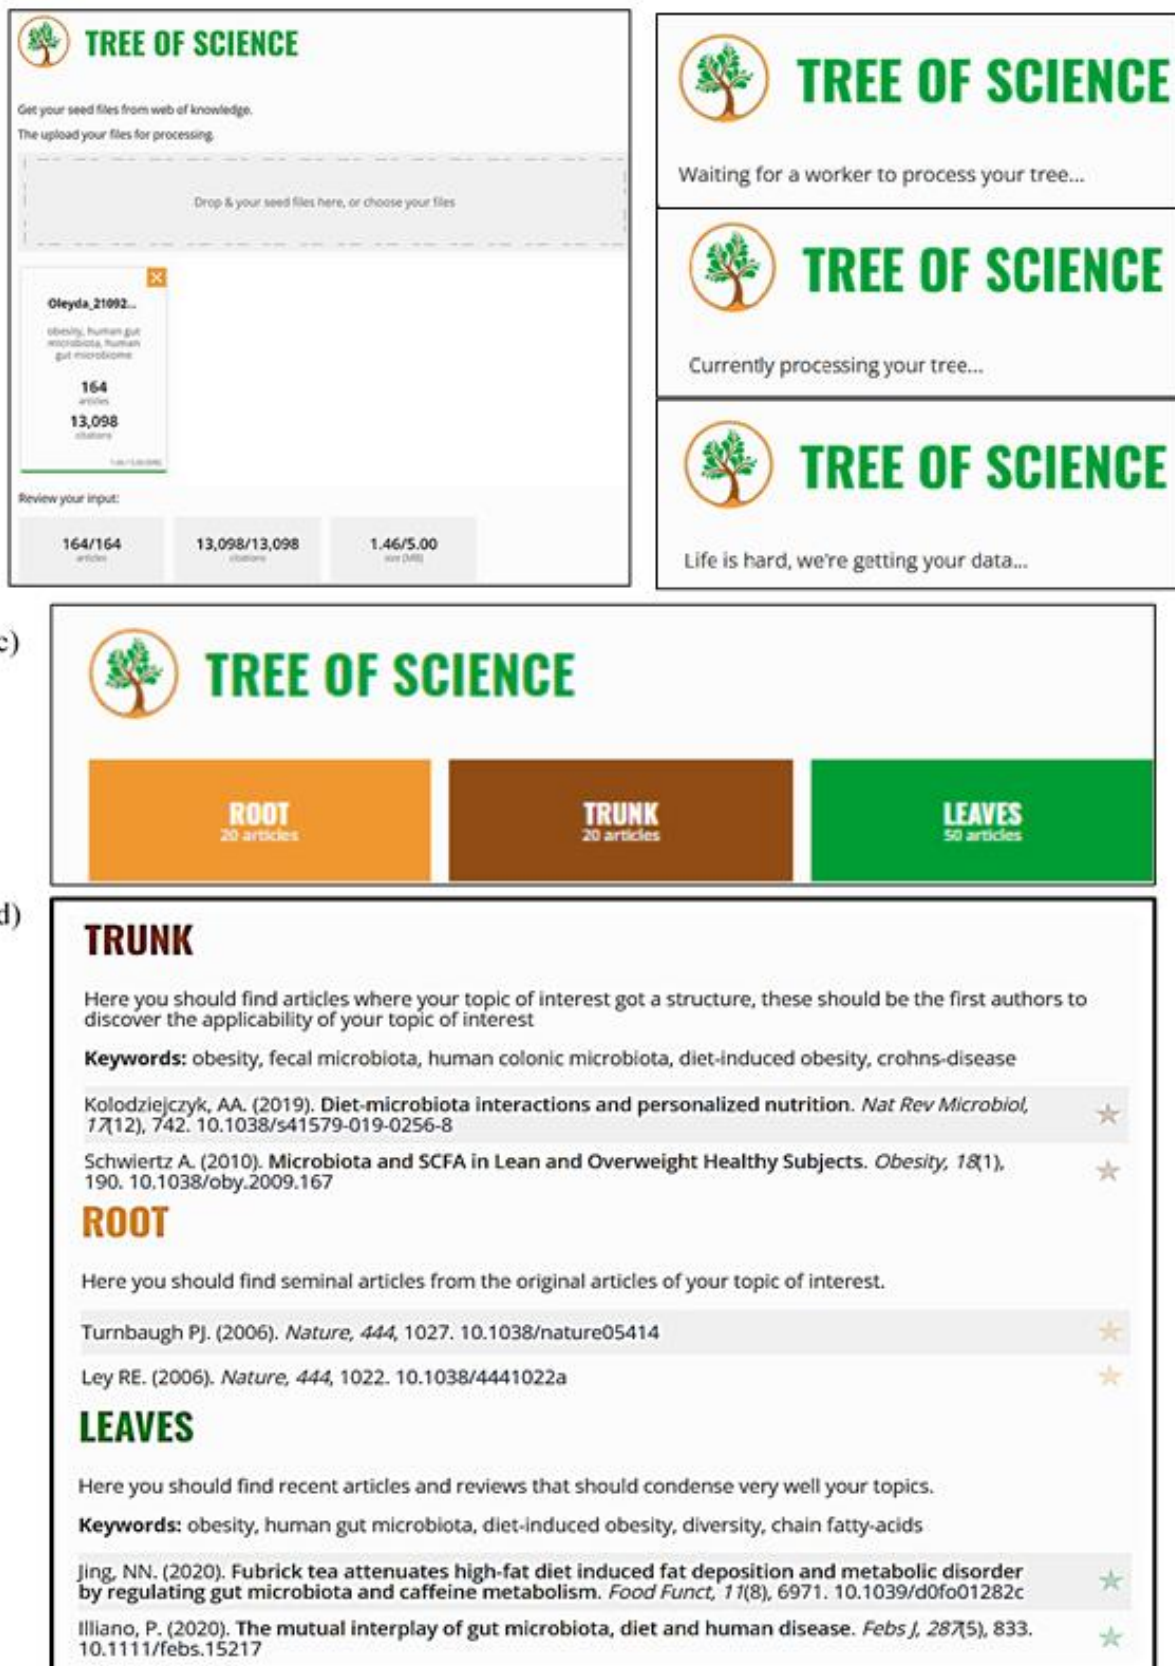 TREE OF SCIENCE
Get your seed files from web of knowledge.
The upload your files for processing.
Drop & your seed files here, or choose your files
Oleyda_21092...
obesity, human gut
microbiota, human
gut microbiome
164
articles
13,098
citations
1.46 / 5.00 (MB)
Review your input:
164/164
articles
13,098/13,098
citations
1.46/5.00
size (MB)
TREE OF SCIENCE
Waiting for a worker to process your tree...
TREE OF SCIENCE
Currently processing your tree...
TREE OF SCIENCE
Life is hard, we're getting your data...
c)
TREE OF SCIENCE
ROOT
20 articles
TRUNK
20 articles
LEAVES
50 articles
d)
TRUNK
Here you should find articles where your topic of interest got a structure, these should be the first authors to
discover the applicability of your topic of interest
Keywords: obesity, fecal microbiota, human colonic microbiota, diet-induced obesity, crohns-disease
Kolodziejczyk, AA. (2019). Diet-microbiota interactions and personalized nutrition. Nat Rev Microbiol,
17(12), 742. 10.1038/s41579-019-0256-8
Schwiertz A. (2010). Microbiota and SCFA in Lean and Overweight Healthy Subjects. Obesity, 18(1),
190. 10.1038/oby.2009.167
ROOT
Here you should find seminal articles from the original articles of your topic of interest.
Turnbaugh PJ. (2006). Nature, 444, 1027. 10.1038/nature05414
Ley RE. (2006). Nature, 444, 1022. 10.1038/4441022a
LEAVES
Here you should find recent articles and reviews that should condense very well your topics.
Keywords: obesity, human gut microbiota, diet-induced obesity, diversity, chain fatty-acids
Jing, NN. (2020). Fubrick tea attenuates high-fat diet induced fat deposition and metabolic disorder
by regulating gut microbiota and caffeine metabolism. Food Funct, 11(8), 6971. 10.1039/d0fo01282c
Illiano, P. (2020). The mutual interplay of gut microbiota, diet and human disease. Febs J, 287(5), 833.
10.1111/febs.15217